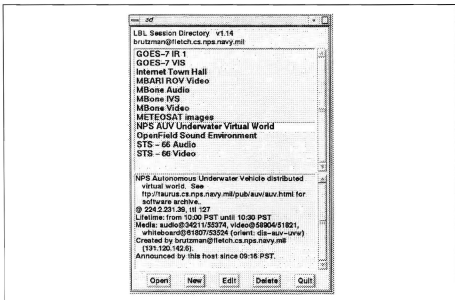 sd
LBL Session Directory v1.14
brutzman@fletch.cs.nps.navy.mil
GOES-7 IR 1
GOES-7 VIS
Internet Town Hall
MBARI ROV Video
MBone Audio
MBone IVS
MBone Video
METEOSAT images
NPS AUV Underwater Virtual World
OpenField Sound Environment
STS - 66 Audio
STS - 66 Video
NPS Autonomous Underwater Vehicle distributed
virtual world. See
ftp://taurus.cs.nps.navy.mil/pub/auv/auv.html for
software archive.
@ 224.2.231.39, ttl 127
Lifetime: from 10:00 PST until 10:30 PST
Media: audio@34211/55374, video@58904/51821,
whiteboard@61807/53524 (orient: dis-auv-uvw)
Created by brutzman@fletch.cs.nps.navy.mil
(131.120.142.6).
Announced by this host since 09:16 PST.
Open New Edit Delete Quit